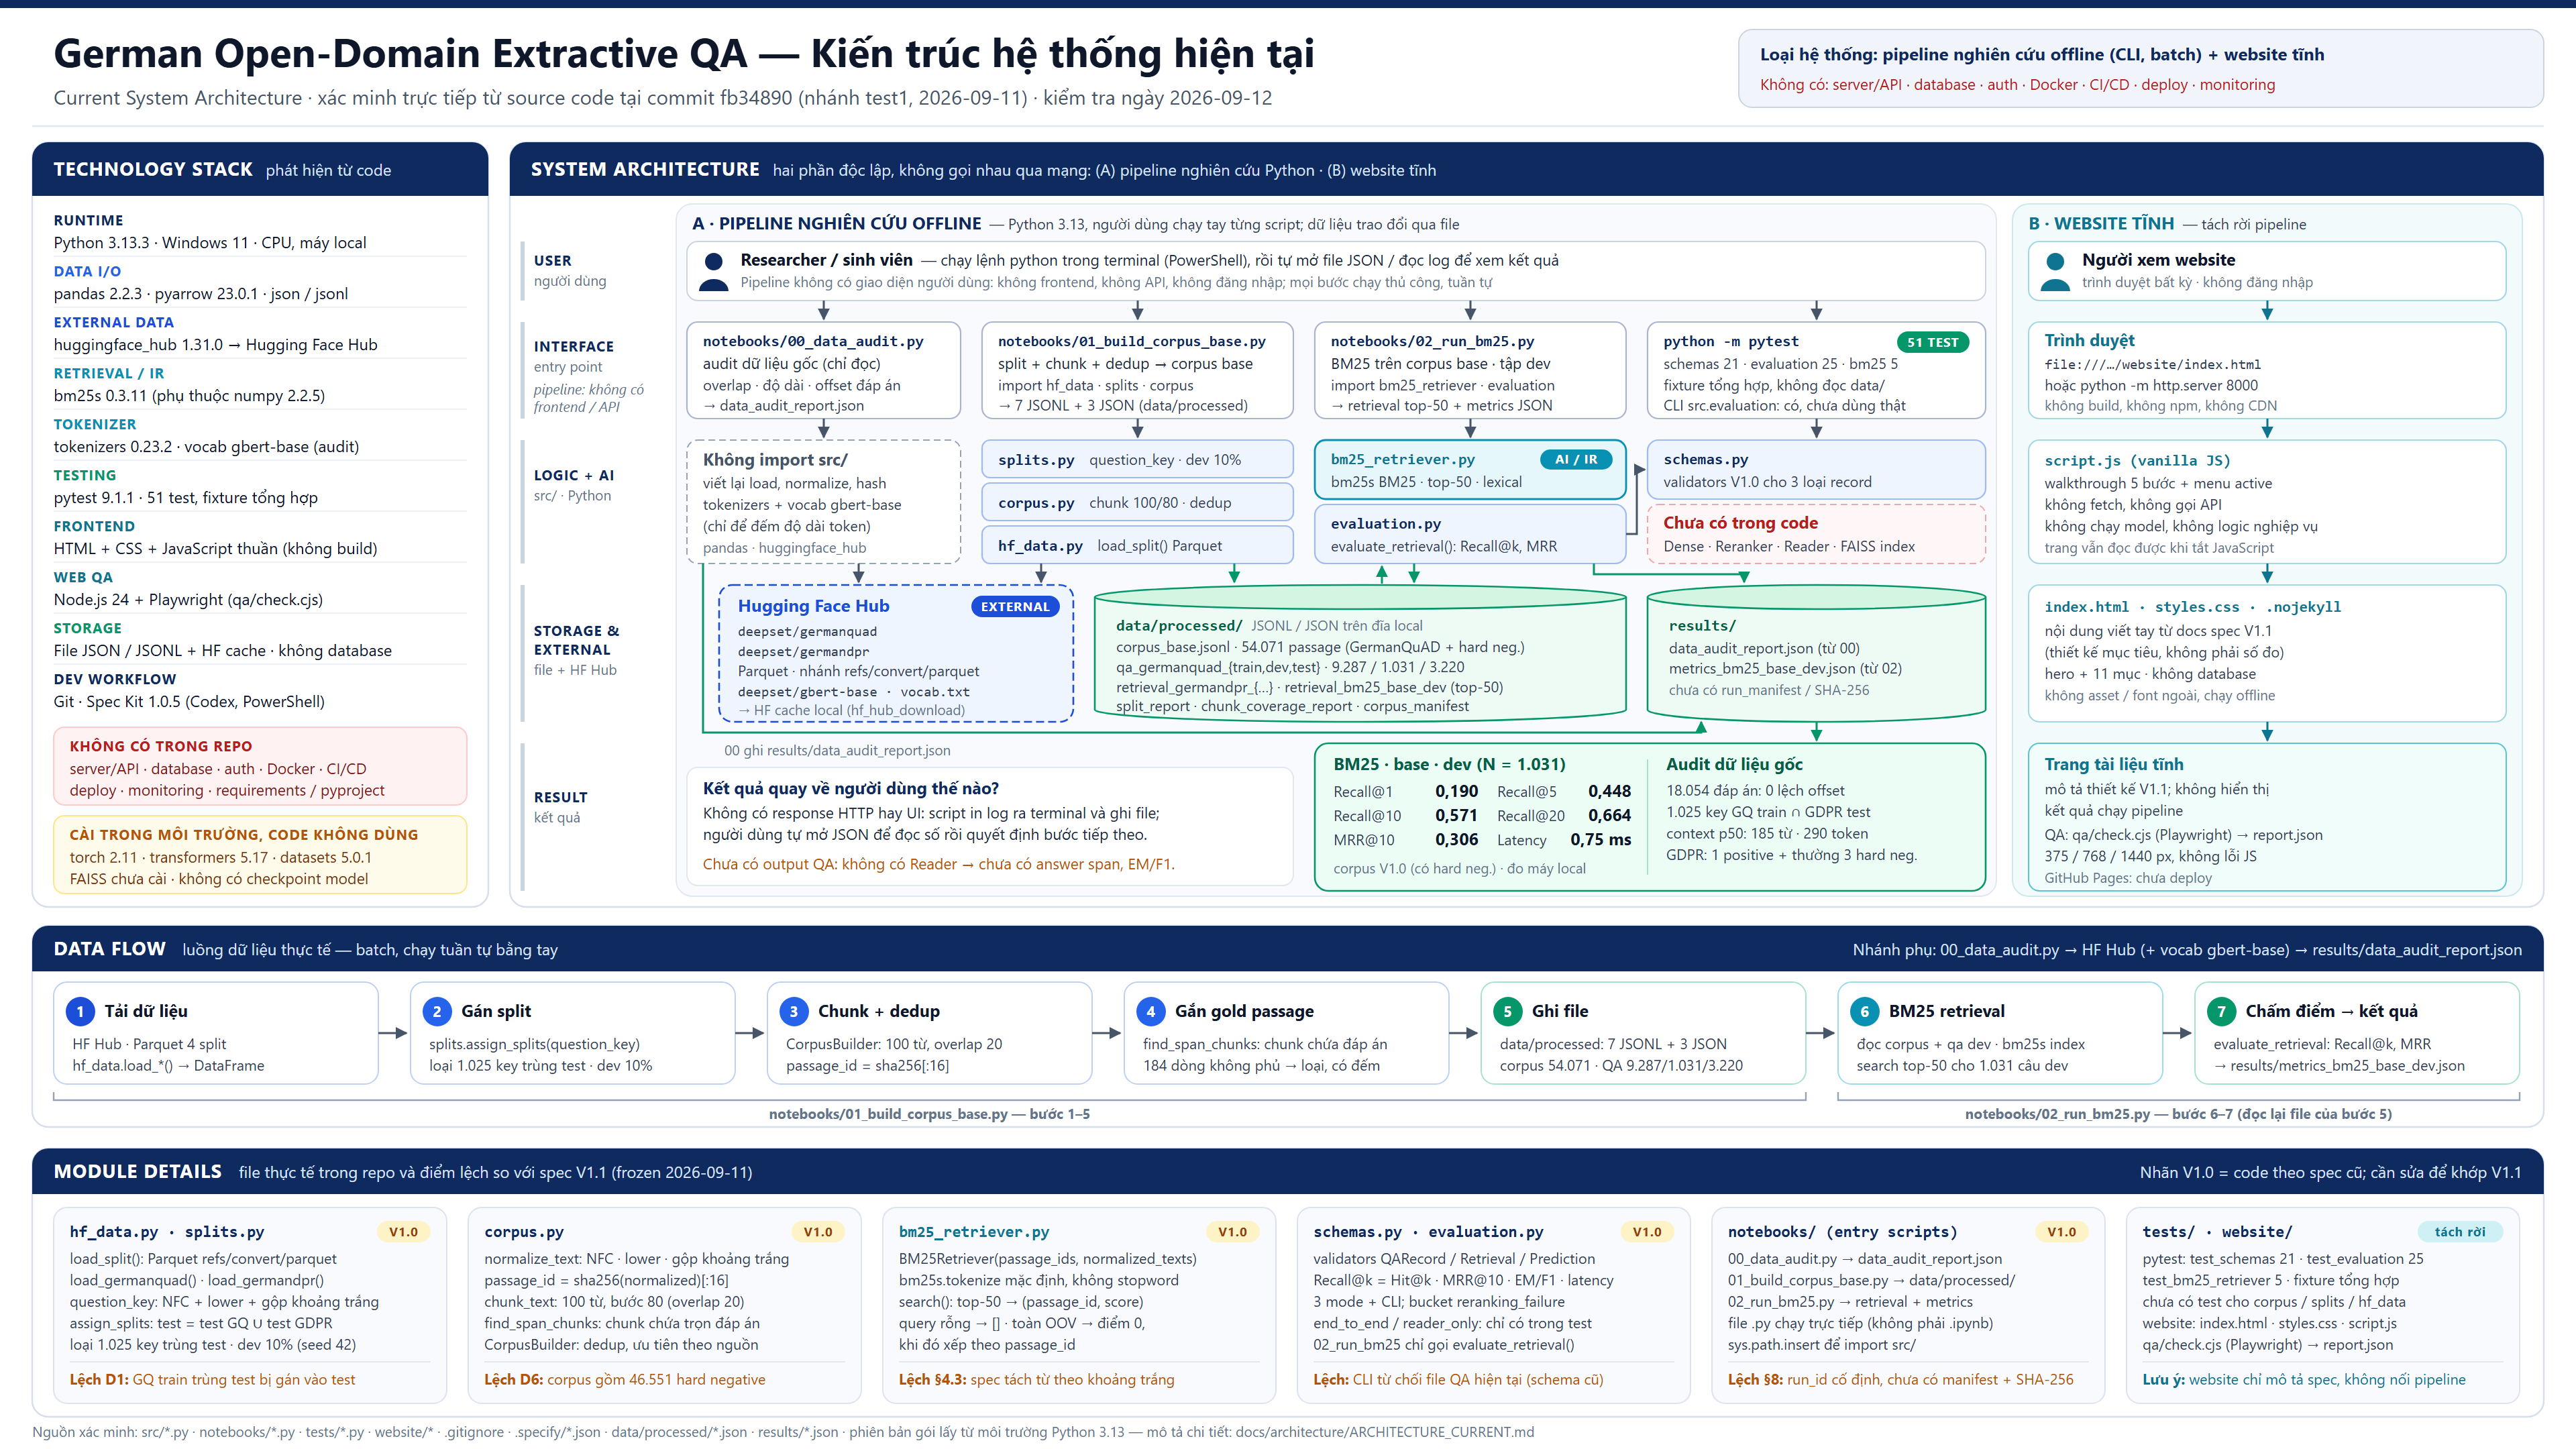 German Open-Domain Extractive QA — Kiến trúc hệ thống hiện tại
Current System Architecture · xác minh trực tiếp từ source code tại commit fb34890 (nhánh test1, 2026-09-11) · kiểm tra ngày 2026-09-12
Loại hệ thống: pipeline nghiên cứu offline (CLI, batch) + website tĩnh
Không có: server/API · database · auth · Docker · CI/CD · deploy · monitoring
TECHNOLOGY STACK phát hiện từ code
RUNTIME
Python 3.13.3 · Windows 11 · CPU, máy local
DATA I/O
pandas 2.2.3 · pyarrow 23.0.1 · json / jsonl
EXTERNAL DATA
huggingface_hub 1.31.0 → Hugging Face Hub
RETRIEVAL / IR
bm25s 0.3.11 (phụ thuộc numpy 2.2.5)
TOKENIZER
tokenizers 0.23.2 · vocab gbert-base (audit)
TESTING
pytest 9.1.1 · 51 test, fixture tổng hợp
FRONTEND
HTML + CSS + JavaScript thuần (không build)
WEB QA
Node.js 24 + Playwright (qa/check.cjs)
STORAGE
File JSON / JSONL + HF cache · không database
DEV WORKFLOW
Git · Spec Kit 1.0.5 (Codex, PowerShell)
KHÔNG CÓ TRONG REPO
server/API · database · auth · Docker · CI/CD
deploy · monitoring · requirements / pyproject
CÀI TRONG MÔI TRƯỜNG, CODE KHÔNG DÙNG
torch 2.11 · transformers 5.17 · datasets 5.0.1
FAISS chưa cài · không có checkpoint model
SYSTEM ARCHITECTURE hai phần độc lập, không gọi nhau qua mạng: (A) pipeline nghiên cứu Python · (B) website tĩnh
USER
người dùng
INTERFACE
entry point
pipeline: không có
frontend / API
LOGIC + AI
src/ · Python
STORAGE &
EXTERNAL
file + HF Hub
RESULT
kết quả
A · PIPELINE NGHIÊN CỨU OFFLINE — Python 3.13, người dùng chạy tay từng script; dữ liệu trao đổi qua file
Researcher / sinh viên — chạy lệnh python trong terminal (PowerShell), rồi tự mở file JSON / đọc log để xem kết quả
Pipeline không có giao diện người dùng: không frontend, không API, không đăng nhập; mọi bước chạy thủ công, tuần tự
notebooks/00_data_audit.py
audit dữ liệu gốc (chỉ đọc)
overlap · độ dài · offset đáp án
→ data_audit_report.json
notebooks/01_build_corpus_base.py
split + chunk + dedup → corpus base
import hf_data · splits · corpus
→ 7 JSONL + 3 JSON (data/processed)
notebooks/02_run_bm25.py
BM25 trên corpus base · tập dev
import bm25_retriever · evaluation
→ retrieval top-50 + metrics JSON
python -m pytest 51 TEST
schemas 21 · evaluation 25 · bm25 5
fixture tổng hợp, không đọc data/
CLI src.evaluation: có, chưa dùng thật
Không import src/
viết lại load, normalize, hash
tokenizers + vocab gbert-base
(chỉ để đếm độ dài token)
pandas · huggingface_hub
splits.py question_key · dev 10%
corpus.py chunk 100/80 · dedup
hf_data.py load_split() Parquet
bm25_retriever.py AI / IR
bm25s BM25 · top-50 · lexical
evaluation.py
evaluate_retrieval(): Recall@k, MRR
schemas.py
validators V1.0 cho 3 loại record
Chưa có trong code
Dense · Reranker · Reader · FAISS index
Hugging Face Hub EXTERNAL
deepset/germanquad
deepset/germandpr
Parquet · nhánh refs/convert/parquet
deepset/gbert-base · vocab.txt
→ HF cache local (hf_hub_download)
data/processed/ JSONL / JSON trên đĩa local
corpus_base.jsonl · 54.071 passage (GermanQuAD + hard neg.)
qa_germanquad_{train,dev,test} · 9.287 / 1.031 / 3.220
retrieval_germandpr_{...} · retrieval_bm25_base_dev (top-50)
split_report · chunk_coverage_report · corpus_manifest
results/
data_audit_report.json (từ 00)
metrics_bm25_base_dev.json (từ 02)
chưa có run_manifest / SHA-256
00 ghi results/data_audit_report.json
Kết quả quay về người dùng thế nào?
Không có response HTTP hay UI: script in log ra terminal và ghi file;
người dùng tự mở JSON để đọc số rồi quyết định bước tiếp theo.
Chưa có output QA: không có Reader → chưa có answer span, EM/F1.
BM25 · base · dev (N = 1.031)
Recall@1 0,190 Recall@5 0,448
Recall@10 0,571 Recall@20 0,664
MRR@10 0,306 Latency 0,75 ms
corpus V1.0 (có hard neg.) · đo máy local
Audit dữ liệu gốc
18.054 đáp án: 0 lệch offset
1.025 key GQ train ∩ GDPR test
context p50: 185 từ · 290 token
GDPR: 1 positive + thường 3 hard neg.
B · WEBSITE TĨNH — tách rời pipeline
Người xem website
trình duyệt bất kỳ · không đăng nhập
Trình duyệt
file:///…/website/index.html
hoặc python -m http.server 8000
không build, không npm, không CDN
script.js (vanilla JS)
walkthrough 5 bước + menu active
không fetch, không gọi API
không chạy model, không logic nghiệp vụ
trang vẫn đọc được khi tắt JavaScript
index.html · styles.css · .nojekyll
nội dung viết tay từ docs spec V1.1
(thiết kế mục tiêu, không phải số đo)
hero + 11 mục · không database
không asset / font ngoài, chạy offline
Trang tài liệu tĩnh
mô tả thiết kế V1.1; không hiển thị
kết quả chạy pipeline
QA: qa/check.cjs (Playwright) → report.json
375 / 768 / 1440 px, không lỗi JS
GitHub Pages: chưa deploy
DATA FLOW luồng dữ liệu thực tế — batch, chạy tuần tự bằng tay
Nhánh phụ: 00_data_audit.py → HF Hub (+ vocab gbert-base) → results/data_audit_report.json
1 Tải dữ liệu
HF Hub · Parquet 4 split
hf_data.load_*() → DataFrame
2 Gán split
splits.assign_splits(question_key)
loại 1.025 key trùng test · dev 10%
3 Chunk + dedup
CorpusBuilder: 100 từ, overlap 20
passage_id = sha256[:16]
4 Gắn gold passage
find_span_chunks: chunk chứa đáp án
184 dòng không phủ → loại, có đếm
5 Ghi file
data/processed: 7 JSONL + 3 JSON
corpus 54.071 · QA 9.287/1.031/3.220
6 BM25 retrieval
đọc corpus + qa dev · bm25s index
search top-50 cho 1.031 câu dev
7 Chấm điểm → kết quả
evaluate_retrieval: Recall@k, MRR
→ results/metrics_bm25_base_dev.json
notebooks/01_build_corpus_base.py — bước 1–5
notebooks/02_run_bm25.py — bước 6–7 (đọc lại file của bước 5)
MODULE DETAILS file thực tế trong repo và điểm lệch so với spec V1.1 (frozen 2026-09-11)
Nhãn V1.0 = code theo spec cũ; cần sửa để khớp V1.1
hf_data.py · splits.py V1.0
load_split(): Parquet refs/convert/parquet
load_germanquad() · load_germandpr()
question_key: NFC + lower + gộp khoảng trắng
assign_splits: test = test GQ ∪ test GDPR
loại 1.025 key trùng test · dev 10% (seed 42)
Lệch D1: GQ train trùng test bị gán vào test
corpus.py V1.0
normalize_text: NFC · lower · gộp khoảng trắng
passage_id = sha256(normalized)[:16]
chunk_text: 100 từ, bước 80 (overlap 20)
find_span_chunks: chunk chứa trọn đáp án
CorpusBuilder: dedup, ưu tiên theo nguồn
Lệch D6: corpus gồm 46.551 hard negative
bm25_retriever.py V1.0
BM25Retriever(passage_ids, normalized_texts)
bm25s.tokenize mặc định, không stopword
search(): top-50 → (passage_id, score)
query rỗng → [] · toàn OOV → điểm 0,
khi đó xếp theo passage_id
Lệch §4.3: spec tách từ theo khoảng trắng
schemas.py · evaluation.py V1.0
validators QARecord / Retrieval / Prediction
Recall@k = Hit@k · MRR@10 · EM/F1 · latency
3 mode + CLI; bucket reranking_failure
end_to_end / reader_only: chỉ có trong test
02_run_bm25 chỉ gọi evaluate_retrieval()
Lệch: CLI từ chối file QA hiện tại (schema cũ)
notebooks/ (entry scripts) V1.0
00_data_audit.py → data_audit_report.json
01_build_corpus_base.py → data/processed/
02_run_bm25.py → retrieval + metrics
file .py chạy trực tiếp (không phải .ipynb)
sys.path.insert để import src/
Lệch §8: run_id cố định, chưa có manifest + SHA-256
tests/ · website/ tách rời
pytest: test_schemas 21 · test_evaluation 25
test_bm25_retriever 5 · fixture tổng hợp
chưa có test cho corpus / splits / hf_data
website: index.html · styles.css · script.js
qa/check.cjs (Playwright) → report.json
Lưu ý: website chỉ mô tả spec, không nối pipeline
Nguồn xác minh: src/*.py · notebooks/*.py · tests/*.py · website/* · .gitignore · .specify/*.json · data/processed/*.json · results/*.json · phiên bản gói lấy từ môi trường Python 3.13 — mô tả chi tiết: docs/architecture/ARCHITECTURE_CURRENT.md